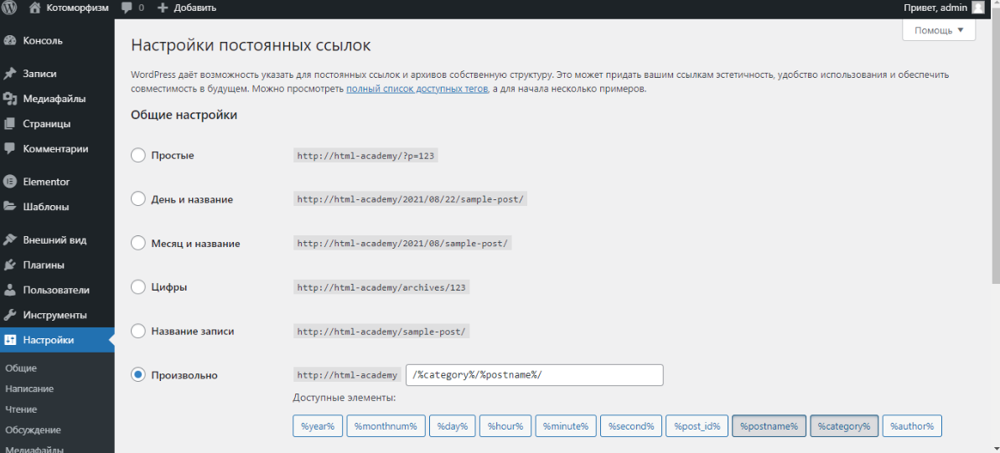 Котоморфизм 0 Добавить Привет, admin
Помощь ▼
Консоль
Записи
Медиафайлы
Страницы
Комментарии
Elementor
Шаблоны
Внешний вид
Плагины
Пользователи
Инструменты
Настройки
Общие
Написание
Чтение
Обсуждение
Медиафайлы
Настройки постоянных ссылок
WordPress даёт возможность указать для постоянных ссылок и архивов собственную структуру. Это может придать вашим ссылкам эстетичность, удобство использования и обеспечить
совместимость в будущем. Можно просмотреть полный список доступных тегов, а для начала несколько примеров.
Общие настройки
Простые http://html-academy/?p=123
День и название http://html-academy/2021/08/22/sample-post/
Месяц и название http://html-academy/2021/08/sample-post/
Цифры http://html-academy/archives/123
Название записи http://html-academy/sample-post/
Произвольно http://html-academy /%category%/%postname%/
Доступные элементы:
%year% %monthnum% %day% %hour% %minute% %second% %post_id% %postname% %category% %author%